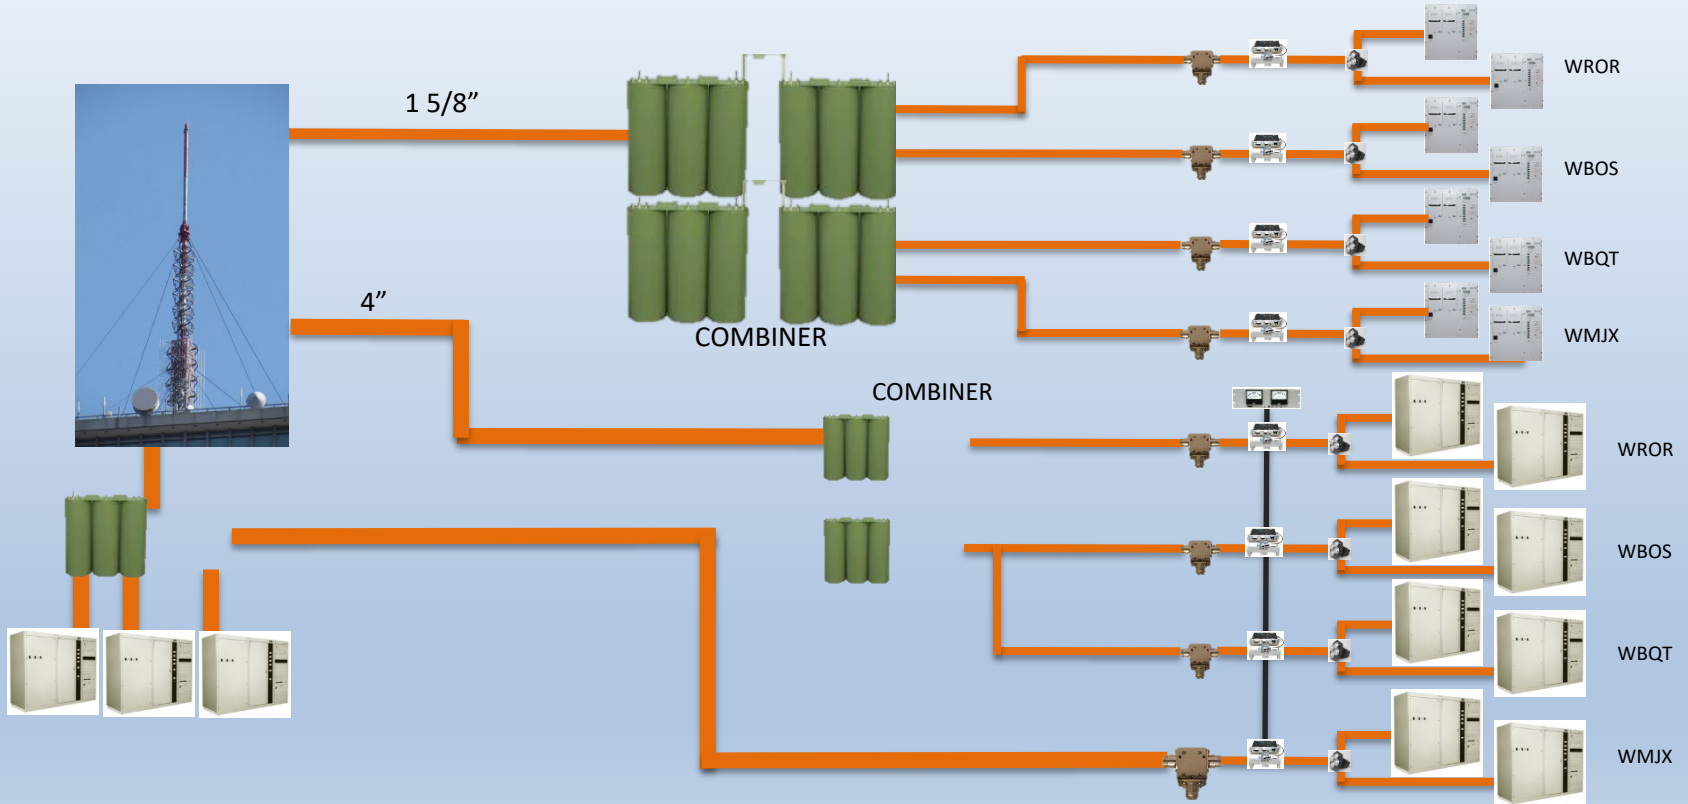 1 5/8”
WROR
WBOS
WBQT
4”
COMBINER
WMJX
COMBINER
WROR
WBOS
WBQT
WMJX